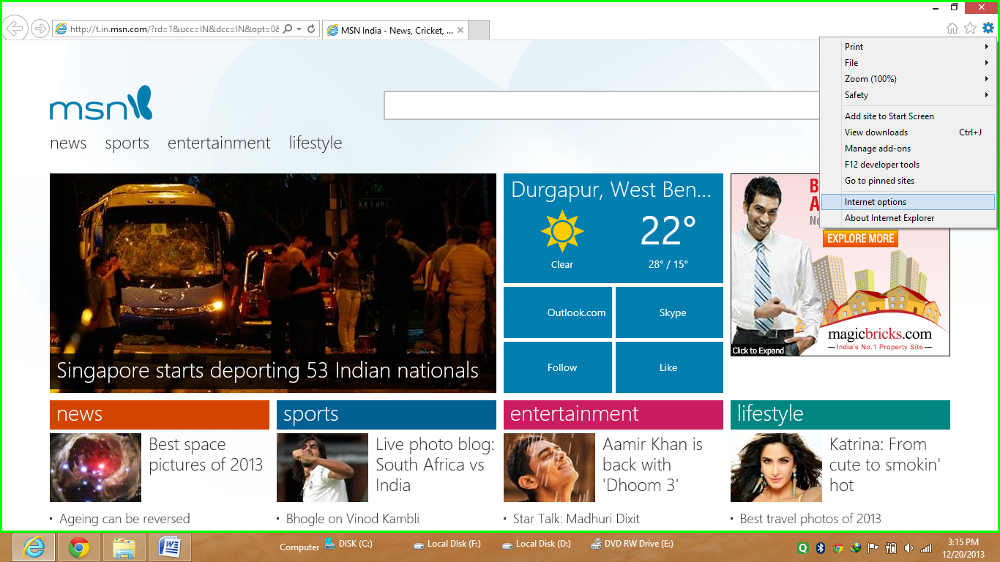 http://t.in.msn.com/?rd=1&ucc=IN&dcc=IN&opt=0&
MSN India - News, Cricket, ...
Print
File
Zoom (100%)
Safety
Add site to Start Screen
View downloads Ctrl+J
Manage add-ons
F12 developer tools
Go to pinned sites
Internet options
About Internet Explorer
msn
news sports entertainment lifestyle
Singapore starts deporting 53 Indian nationals
Durgapur, West Ben...
22°
Clear
28° / 15°
Outlook.com
Skype
Follow
Like
B
A
No
EXPLORE MORE
magicbricks.com
India's No.1 Property Site
Click to Expand
news
Best space
pictures of 2013
Ageing can be reversed
sports
Live photo blog:
South Africa vs
India
Bhogle on Vinod Kambli
entertainment
Aamir Khan is
back with
'Dhoom 3'
Star Talk: Madhuri Dixit
lifestyle
Katrina: From
cute to smokin'
hot
Best travel photos of 2013
Computer
DISK (C:)
Local DIsk (F:)
Local Disk (D:)
DVD RW Drive (E:)
3:15 PM
12/20/2013